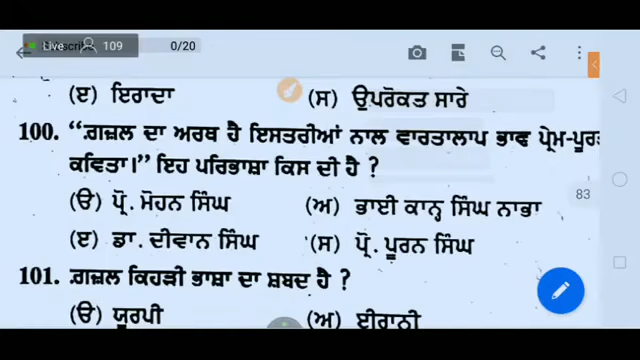 Live 109 0/20
(ੲ) ਇਰਾਦਾ (ਸ) ਉਪਰੋਕਤ ਸਾਰੇ
100. “ਗ਼ਜ਼ਲ ਦਾ ਅਰਥ ਹੈ ਇਸਤਰੀਆਂ ਨਾਲ ਵਾਰਤਾਲਾਪ ਭਾਵ ਪ੍ਰੇਮ-ਪੂਰਤ
ਕਵਿਤਾ।” ਇਹ ਪਰਿਭਾਸ਼ਾ ਕਿਸ ਦੀ ਹੈ ?
(ੳ) ਪ੍ਰੋ. ਮੋਹਨ ਸਿੰਘ (ਅ) ਭਾਈ ਕਾਨ੍ਹ ਸਿੰਘ ਨਾਭਾ
83
(ੲ) ਡਾ. ਦੀਵਾਨ ਸਿੰਘ (ਸ) ਪ੍ਰੋ. ਪੂਰਨ ਸਿੰਘ
101. ਗ਼ਜ਼ਲ ਕਿਹੜੀ ਭਾਸ਼ਾ ਦਾ ਸ਼ਬਦ ਹੈ ?
(ੳ) ਯੂਰਪੀ (ਅ) ਈਰਾਨੀ